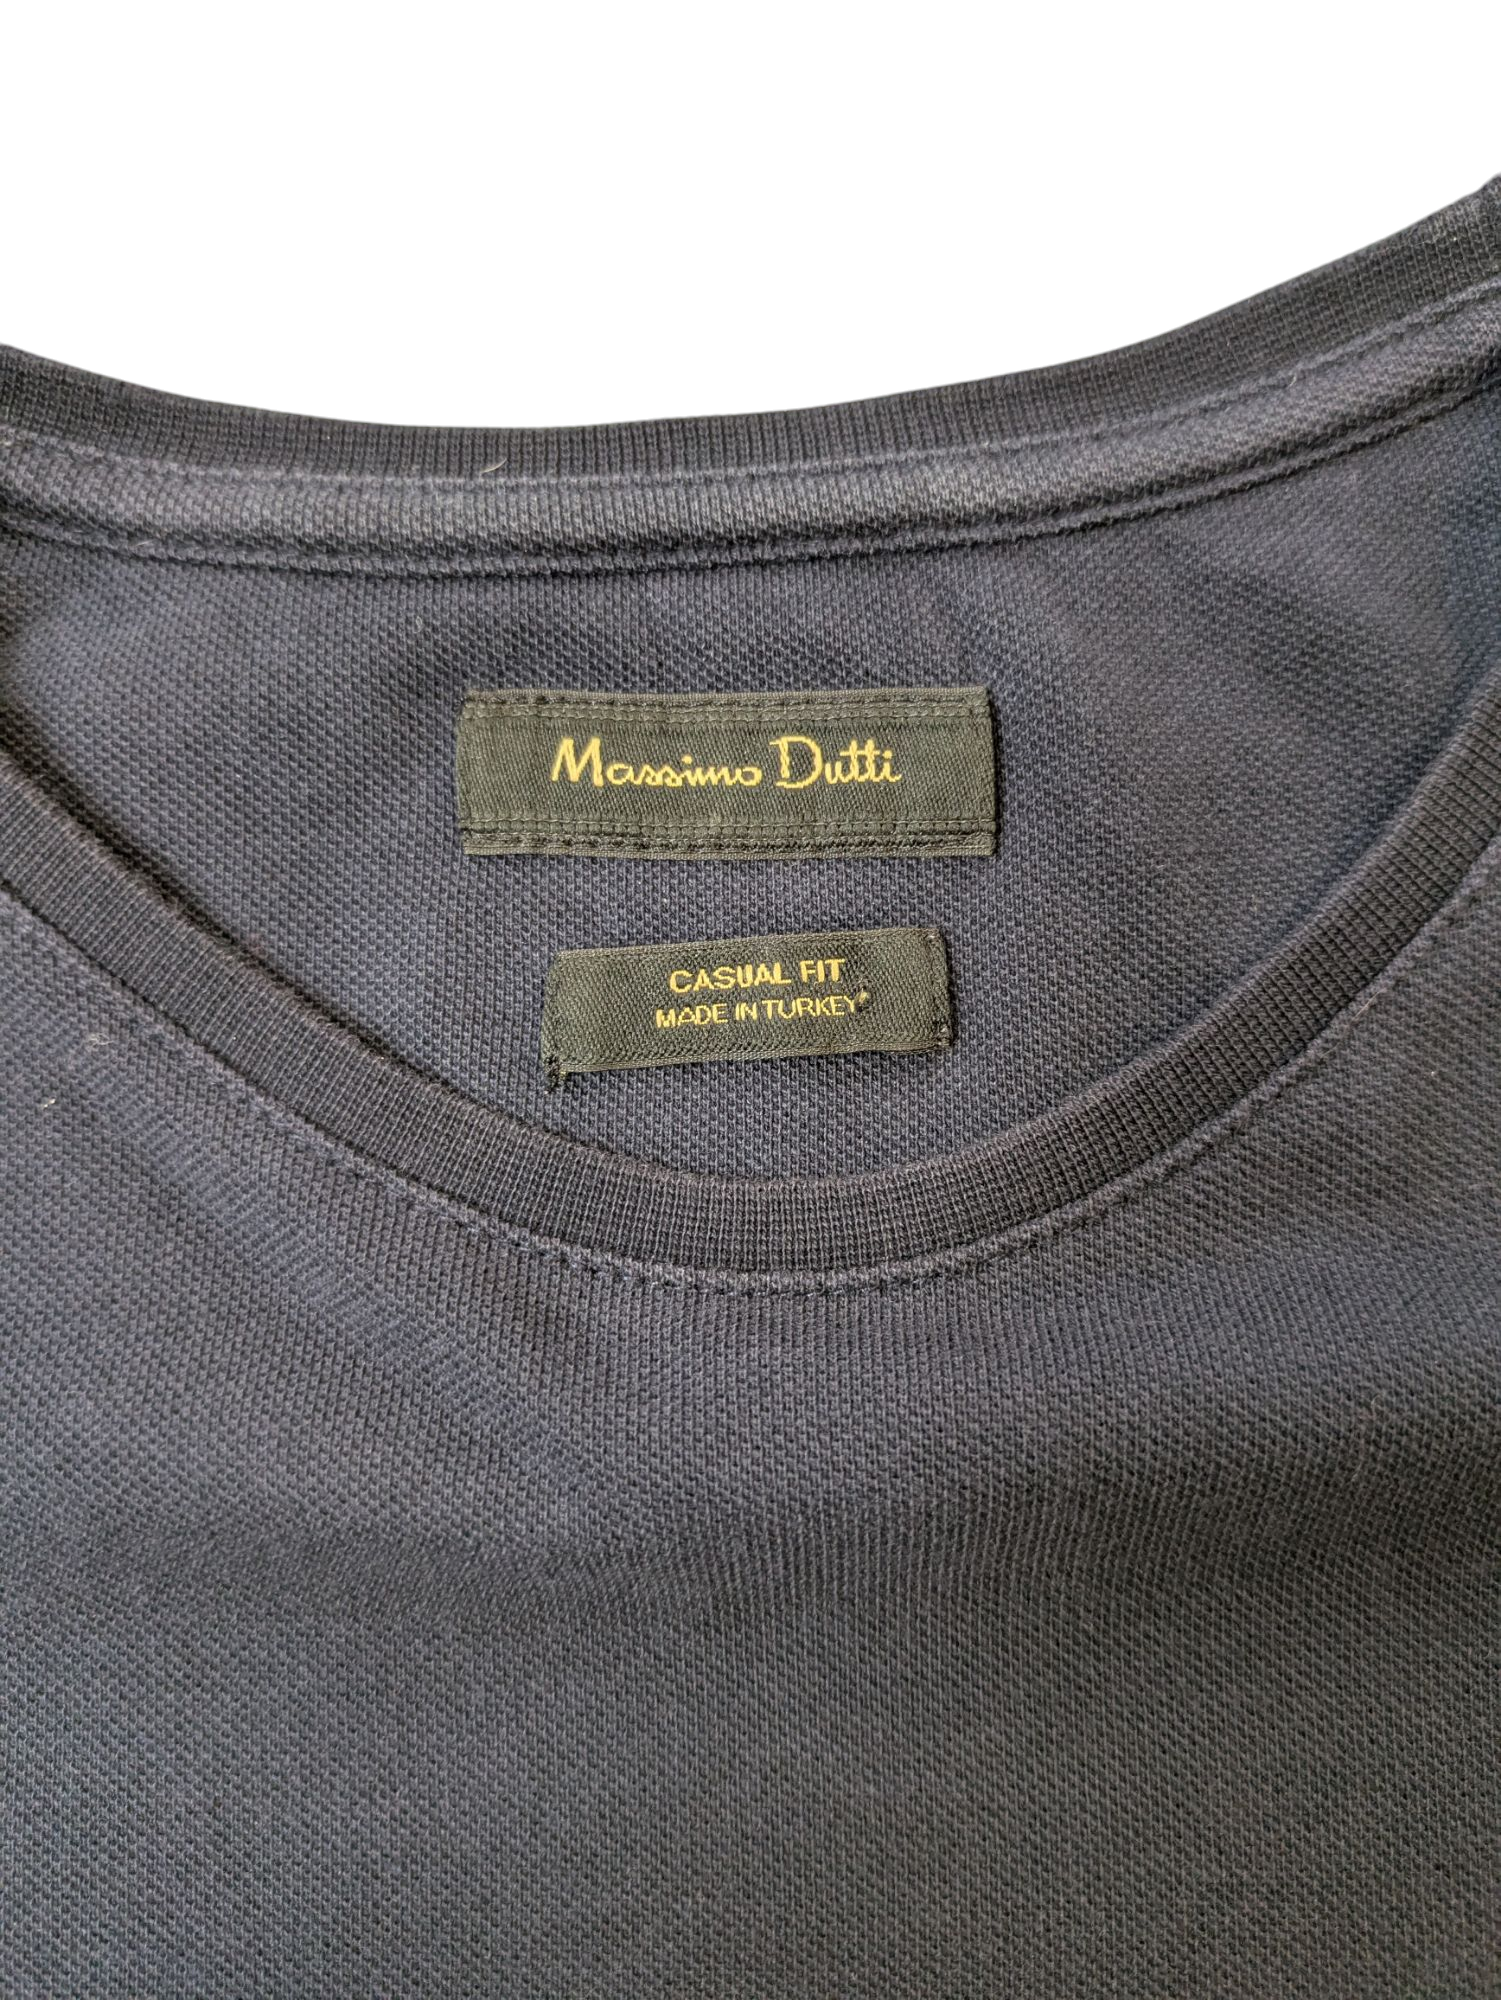 Massimo Dutti
CASUAL FIT
MADE IN TURKEY